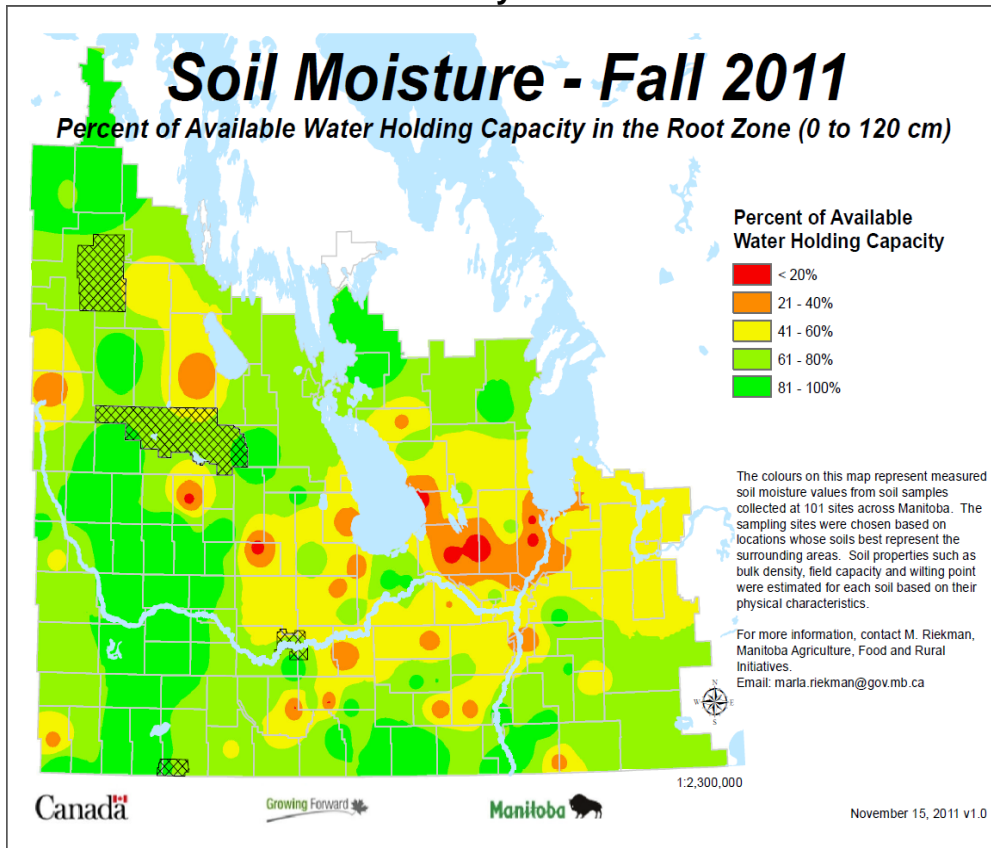 Soil Moisture - Fall 2011
Percent of Available Water Holding Capacity in the Root Zone (0 to 120 cm)
Percent of Available
Water Holding Capacity
< 20%
21 - 40%
41 - 60%
61 - 80%
81 - 100%
The colours on this map represent measured
soil moisture values from soil samples
collected at 101 sites across Manitoba. The
sampling sites were chosen based on
locations whose soils best represent the
surrounding areas. Soil properties such as
bulk density, field capacity and wilting point
were estimated for each soil based on their
physical characteristics.
For more information, contact M. Riekman,
Manitoba Agriculture, Food and Rural
Initiatives.
Email: marla.riekman@gov.mb.ca
N
W E
S
1:2,300,000
Canada
Growing Forward
Manitoba
November 15, 2011 v1.0